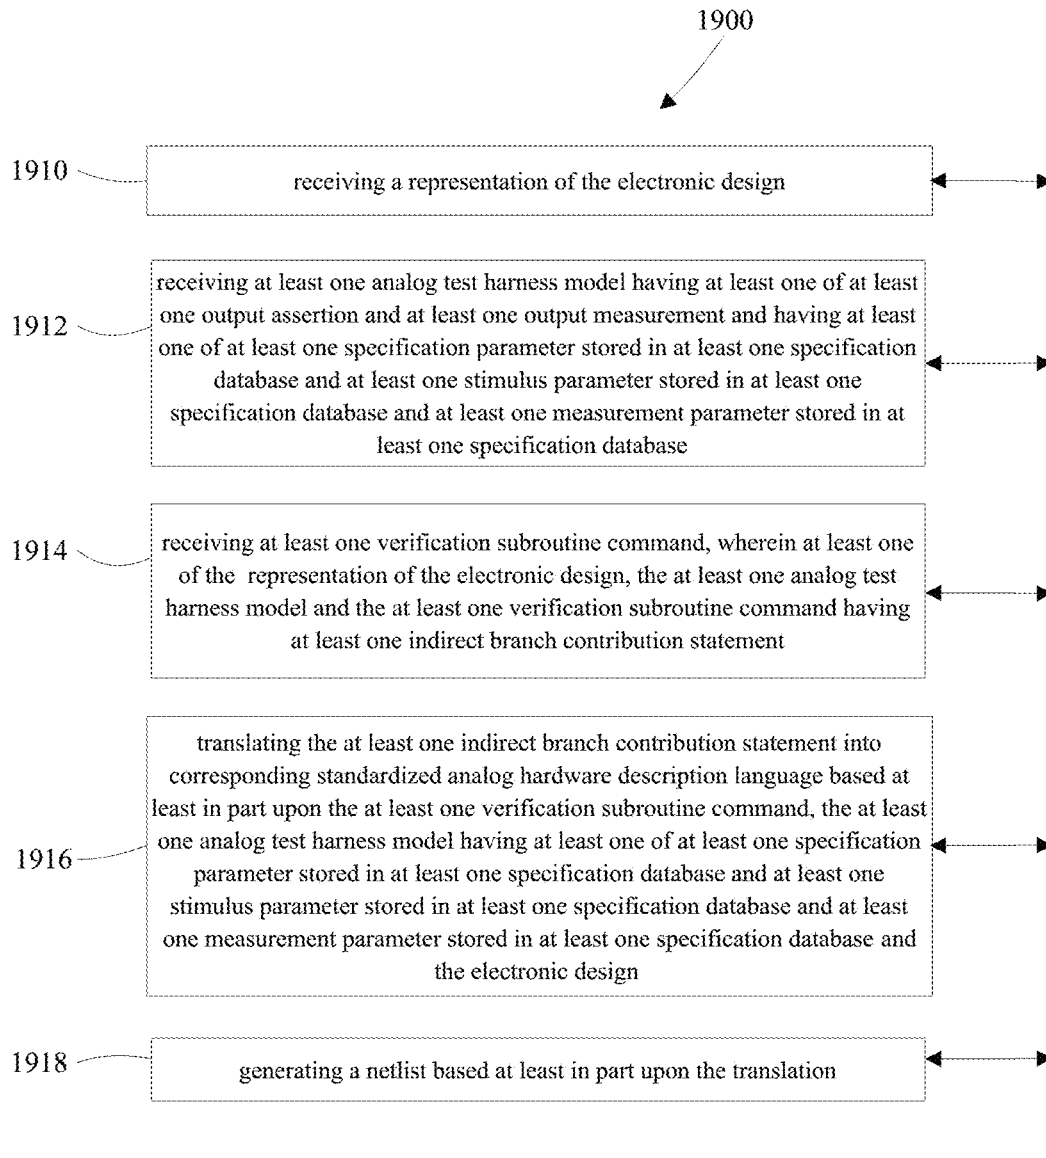 1900
1910
receiving a representation of the electronic design
1912
receiving at least one analog test harness model having at least one of at least
one output assertion and at least one output measurement and having at least
one of at least one specification parameter stored in at least one specification
database and at least one stimulus parameter stored in at least one
specification database and at least one measurement parameter stored in at
least one specification database
1914
receiving at least one verification subroutine command, wherein at least one
of the representation of the electronic design, the at least one analog test
harness model and the at least one verification subroutine command having
at least one indirect branch contribution statement
1916
translating the at least one indirect branch contribution statement into
corresponding standardized analog hardware description language based at
least in part upon the at least one verification subroutine command, the at least
one analog test harness model having at least one of at least one specification
parameter stored in at least one specification database and at least one
stimulus parameter stored in at least one specification database and at least
one measurement parameter stored in at least one specification database and
the electronic design
1918
generating a netlist based at least in part upon the translation